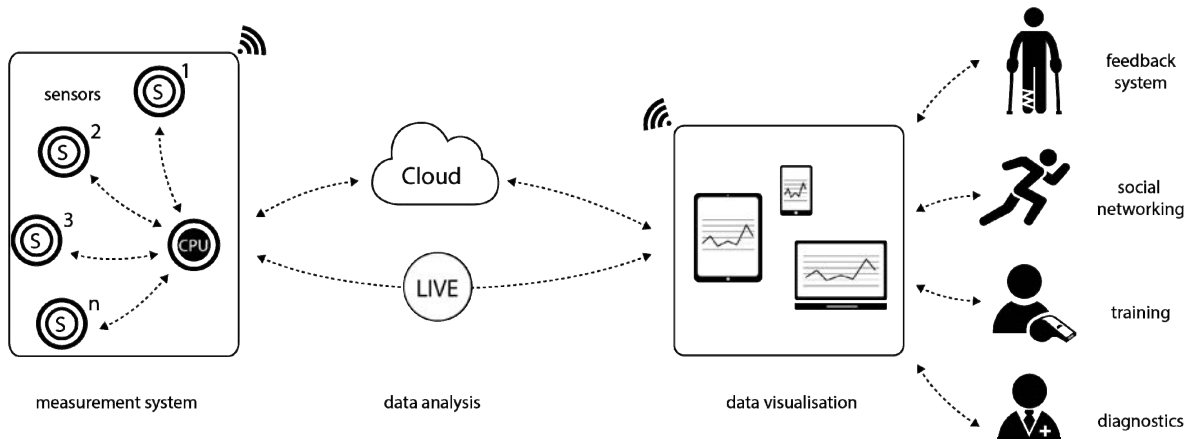 sensors
S 1
S 2
S 3
S n
CPU
measurement system
Cloud
LIVE
data analysis
data visualisation
feedback
system
social
networking
training
diagnostics